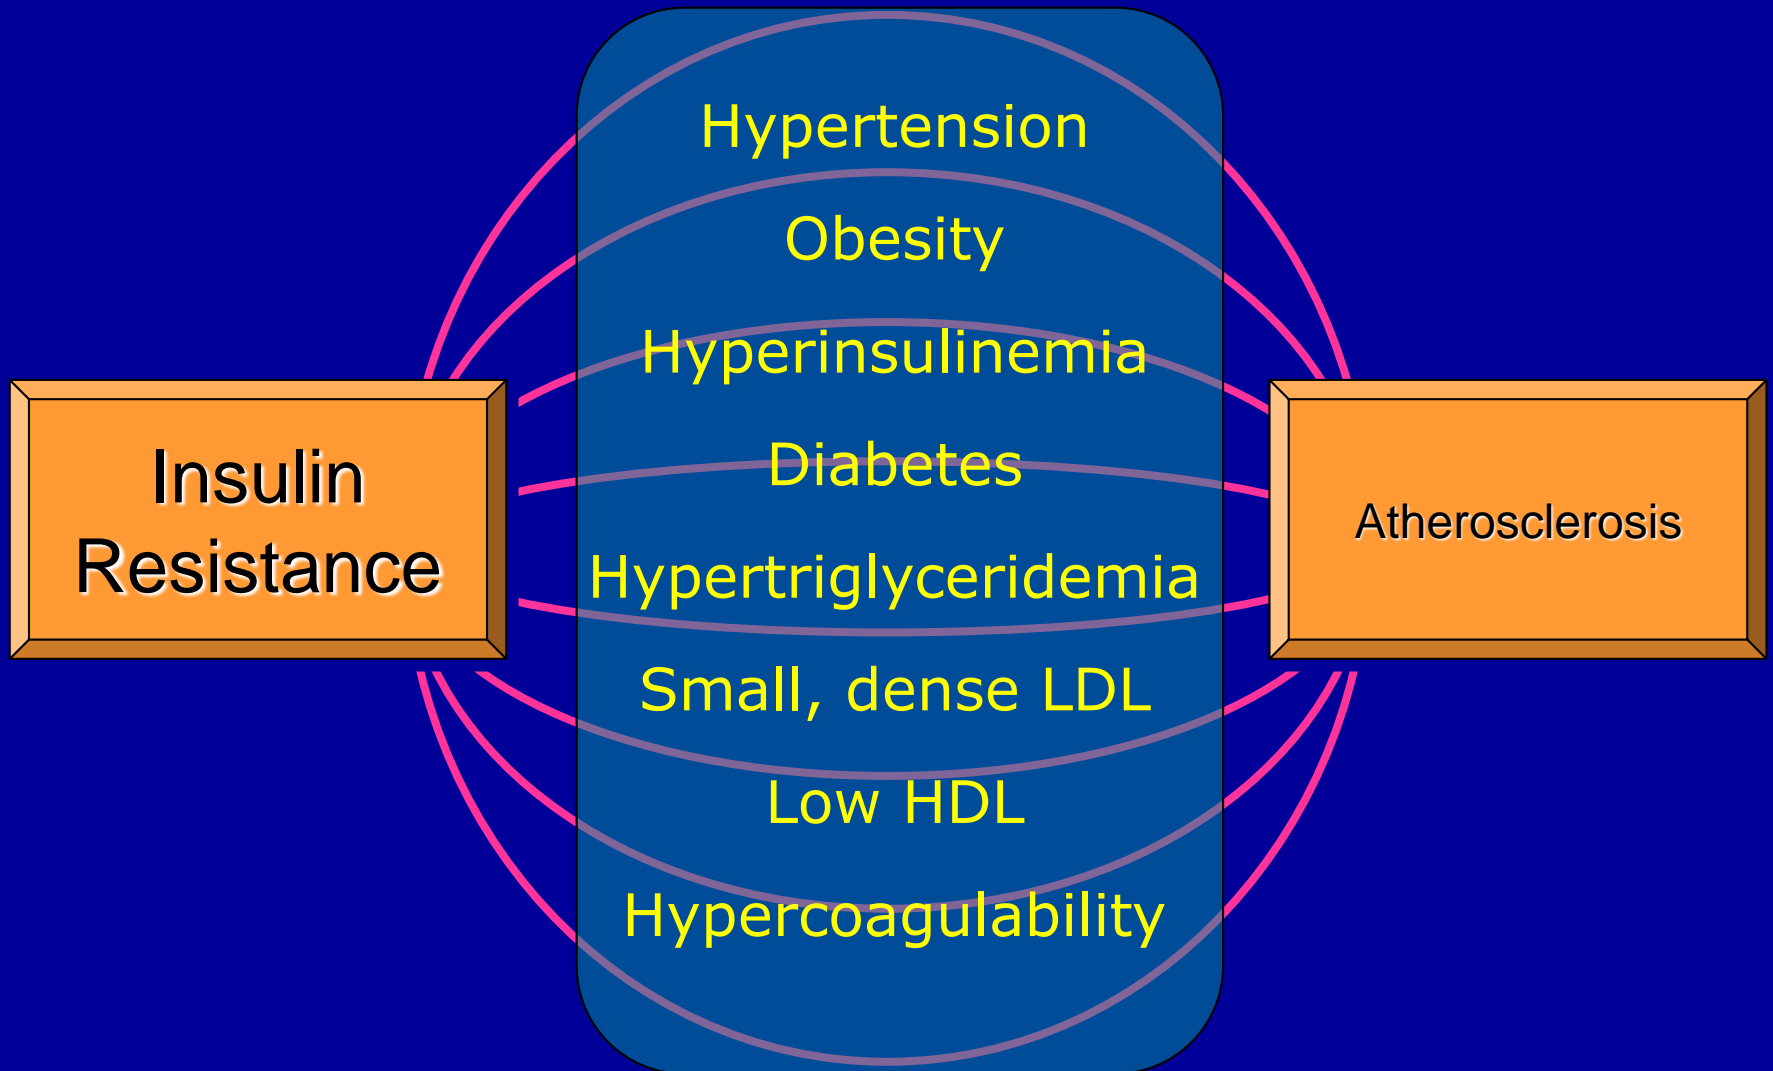 Insulin
Resistance
Hypertension
Obesity
Hyperinsulinemia
Diabetes
Hypertriglyceridemia
Small, dense LDL
Low HDL
Hypercoagulability
Atherosclerosis